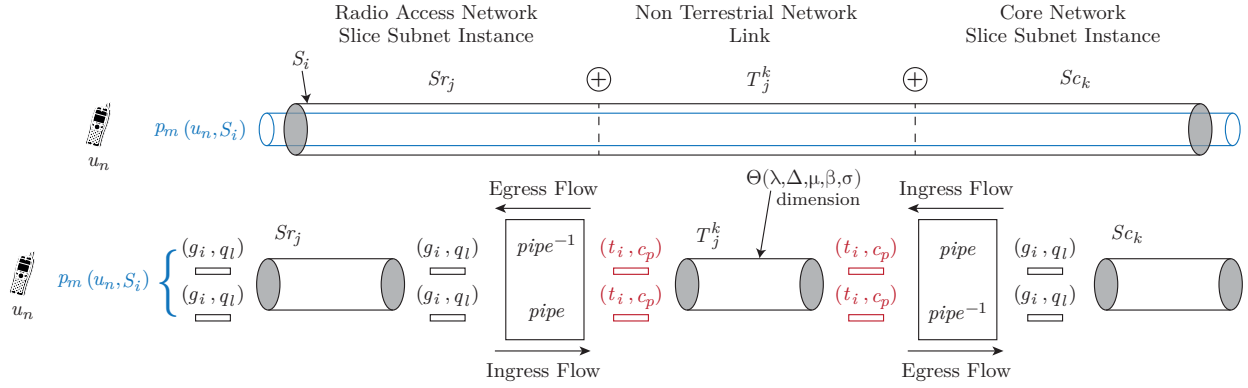 Radio Access Network
Slice Subnet Instance
Non Terrestrial Network
Link
Core Network
Slice Subnet Instance
S_i
Sr_j
T_j^k
Sc_k
p_m (u_n, S_i)
u_n
Egress Flow
Θ(λ,Δ,μ,β,σ)
dimension
Ingress Flow
(g_i , q_l)
Sr_j
(g_i , q_l)
pipe^{-1}
(t_i , c_p)
T_j^k
(t_i , c_p)
pipe
(g_i , q_l)
Sc_k
p_m (u_n, S_i)
(g_i , q_l)
(g_i , q_l)
pipe
(t_i , c_p)
(t_i , c_p)
pipe^{-1}
(g_i , q_l)
u_n
Ingress Flow
Egress Flow